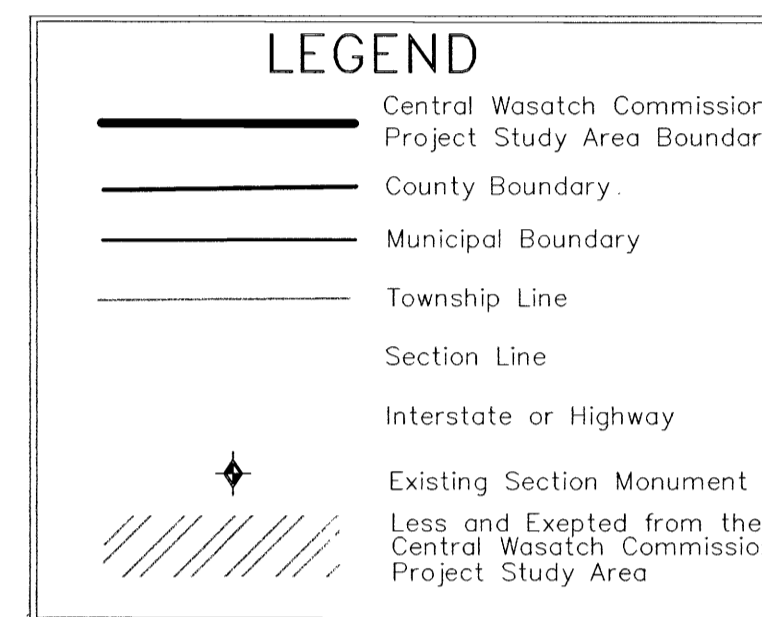 LEGEND
Central Wasatch Commission
Project Study Area Boundar
County Boundary.
Municipal Boundary
Township Line
Section Line
Interstate or Highway
Existing Section Monument
Less and Exepted from the
Central Wasatch Commissio
Project Study Area